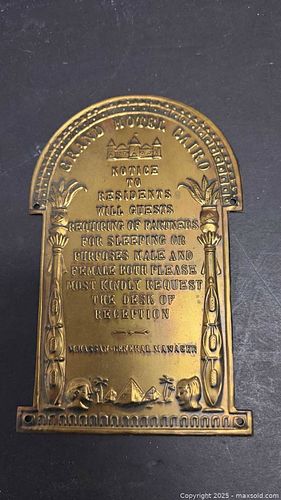 GRAND HOTEL CAIRO
NOTICE
TO
RESIDENTS
WILL GUESTS
REQUIRING OF PARTNERS
FOR SLEEPING OR
PURPOSES MALE AND
FEMALE BOTH PLEASE
MOST KINDLY REQUEST
THE DESK OF
RECEPTION
GENERAL MANAGER
Copyright © 2025 - maxsold.com